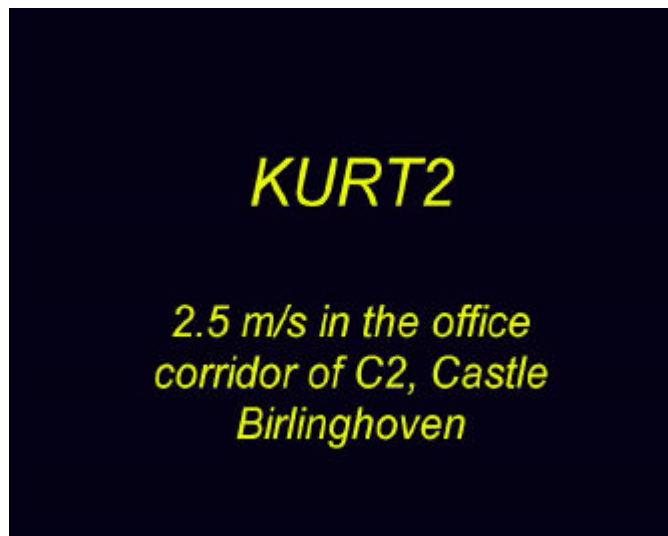 KURT2
2.5 m/s in the office
corridor of C2, Castle
Birlinghoven